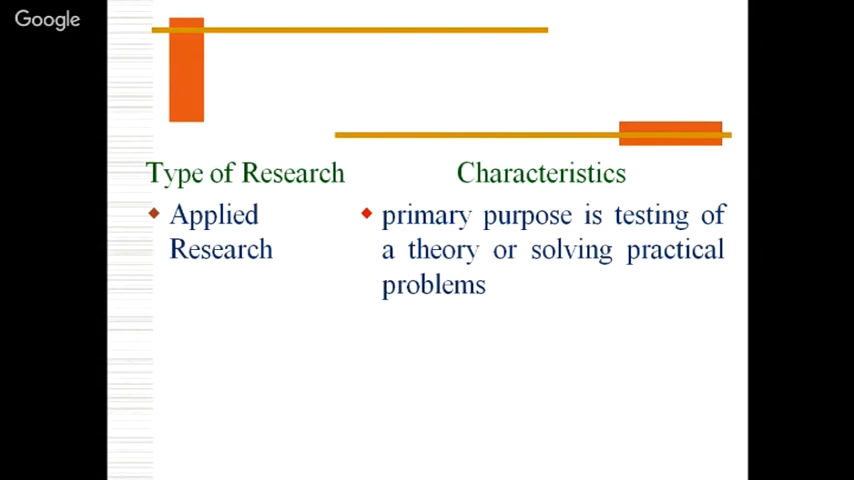 Google
Type of Research
Characteristics
Applied
Research
primary purpose is testing of
a theory or solving practical
problems